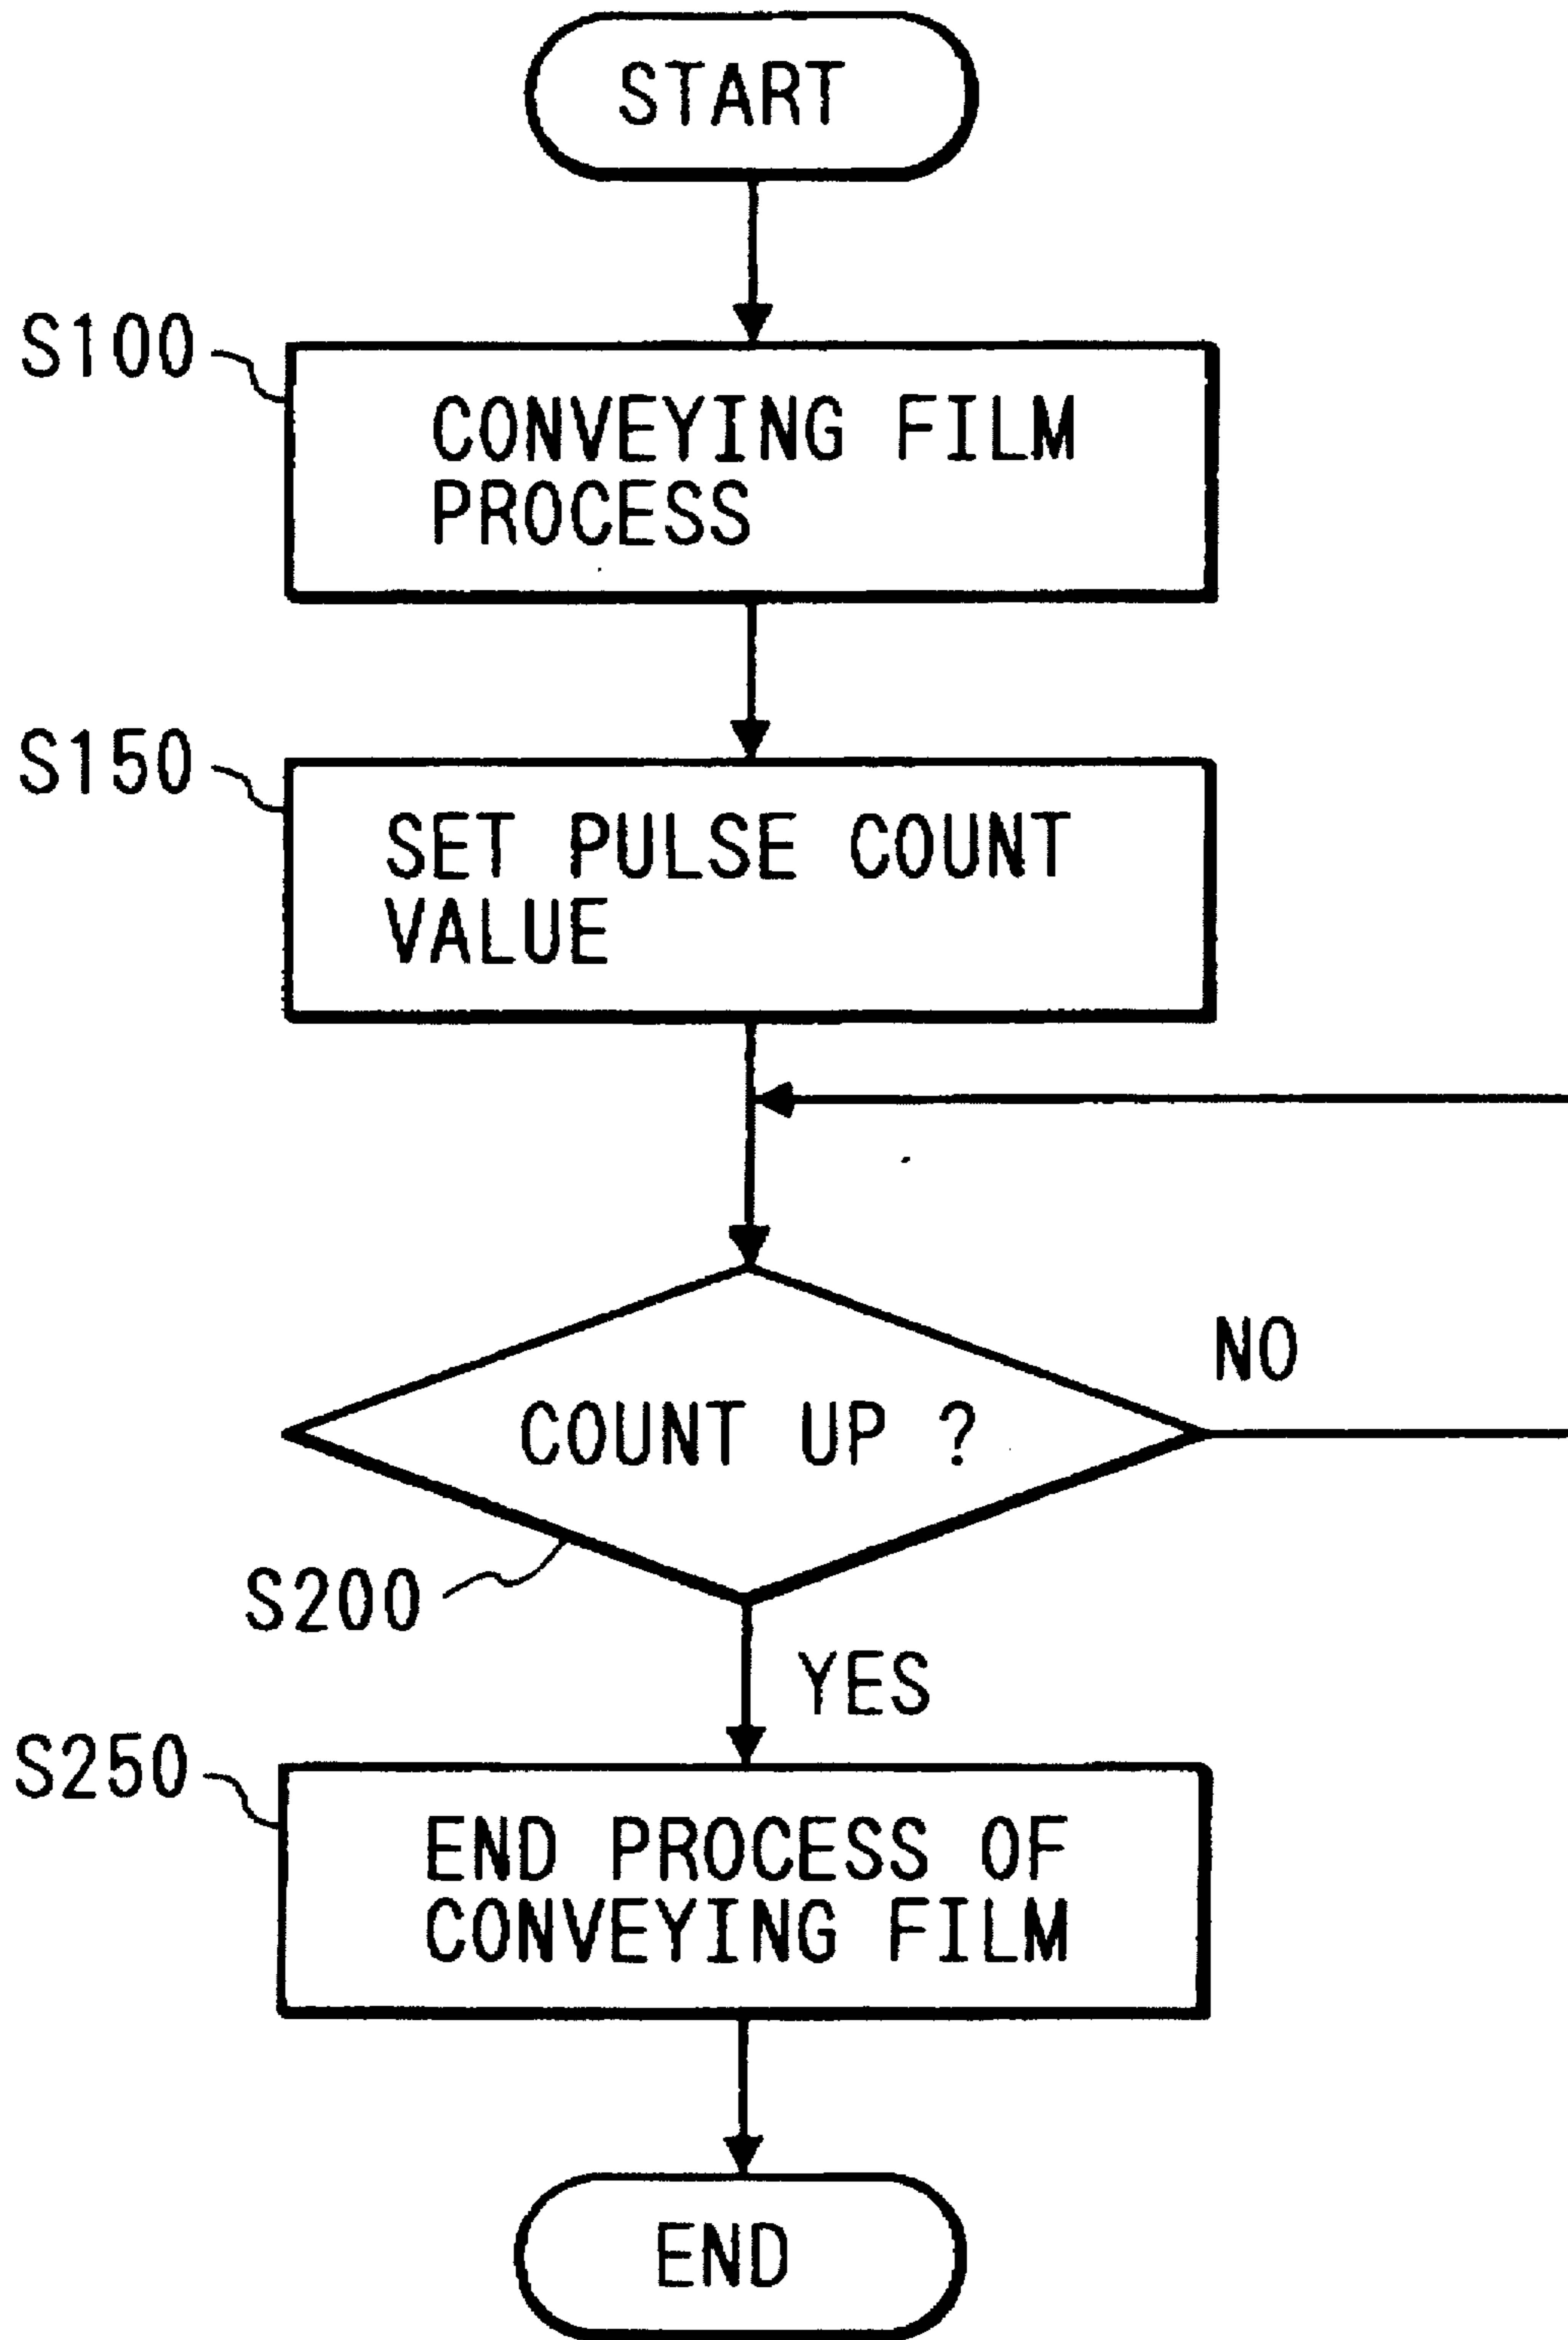 START
S100
CONVEYING FILM
PROCESS
S150
SET PULSE COUNT
VALUE
NO
COUNT UP ?
S200
YES
S250
END PROCESS OF
CONVEYING FILM
END